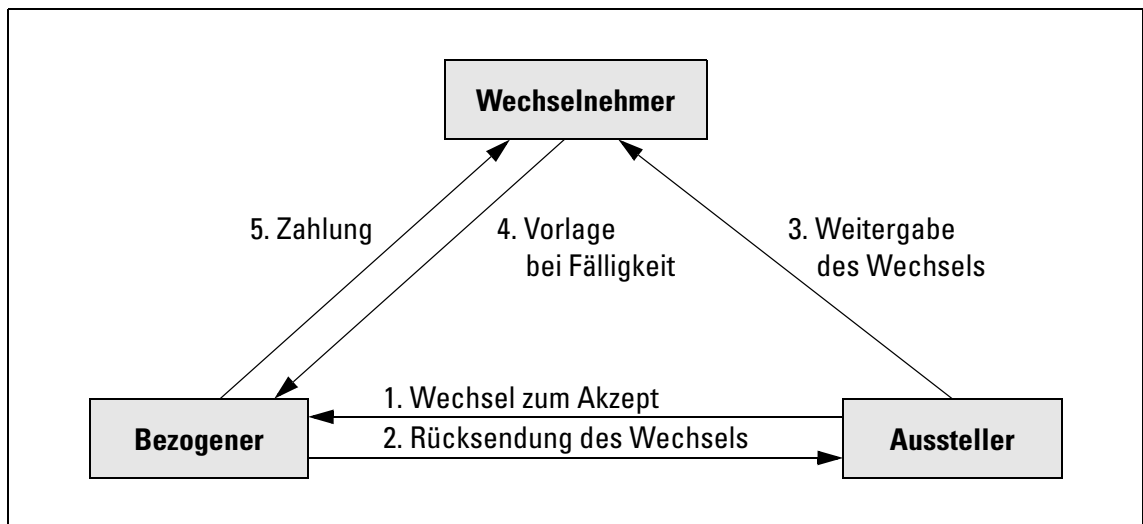 Wechselnehmer
5. Zahlung
4. Vorlage
bei Fälligkeit
3. Weitergabe
des Wechsels
1. Wechsel zum Akzept
Bezogener
2. Rücksendung des Wechsels
Aussteller